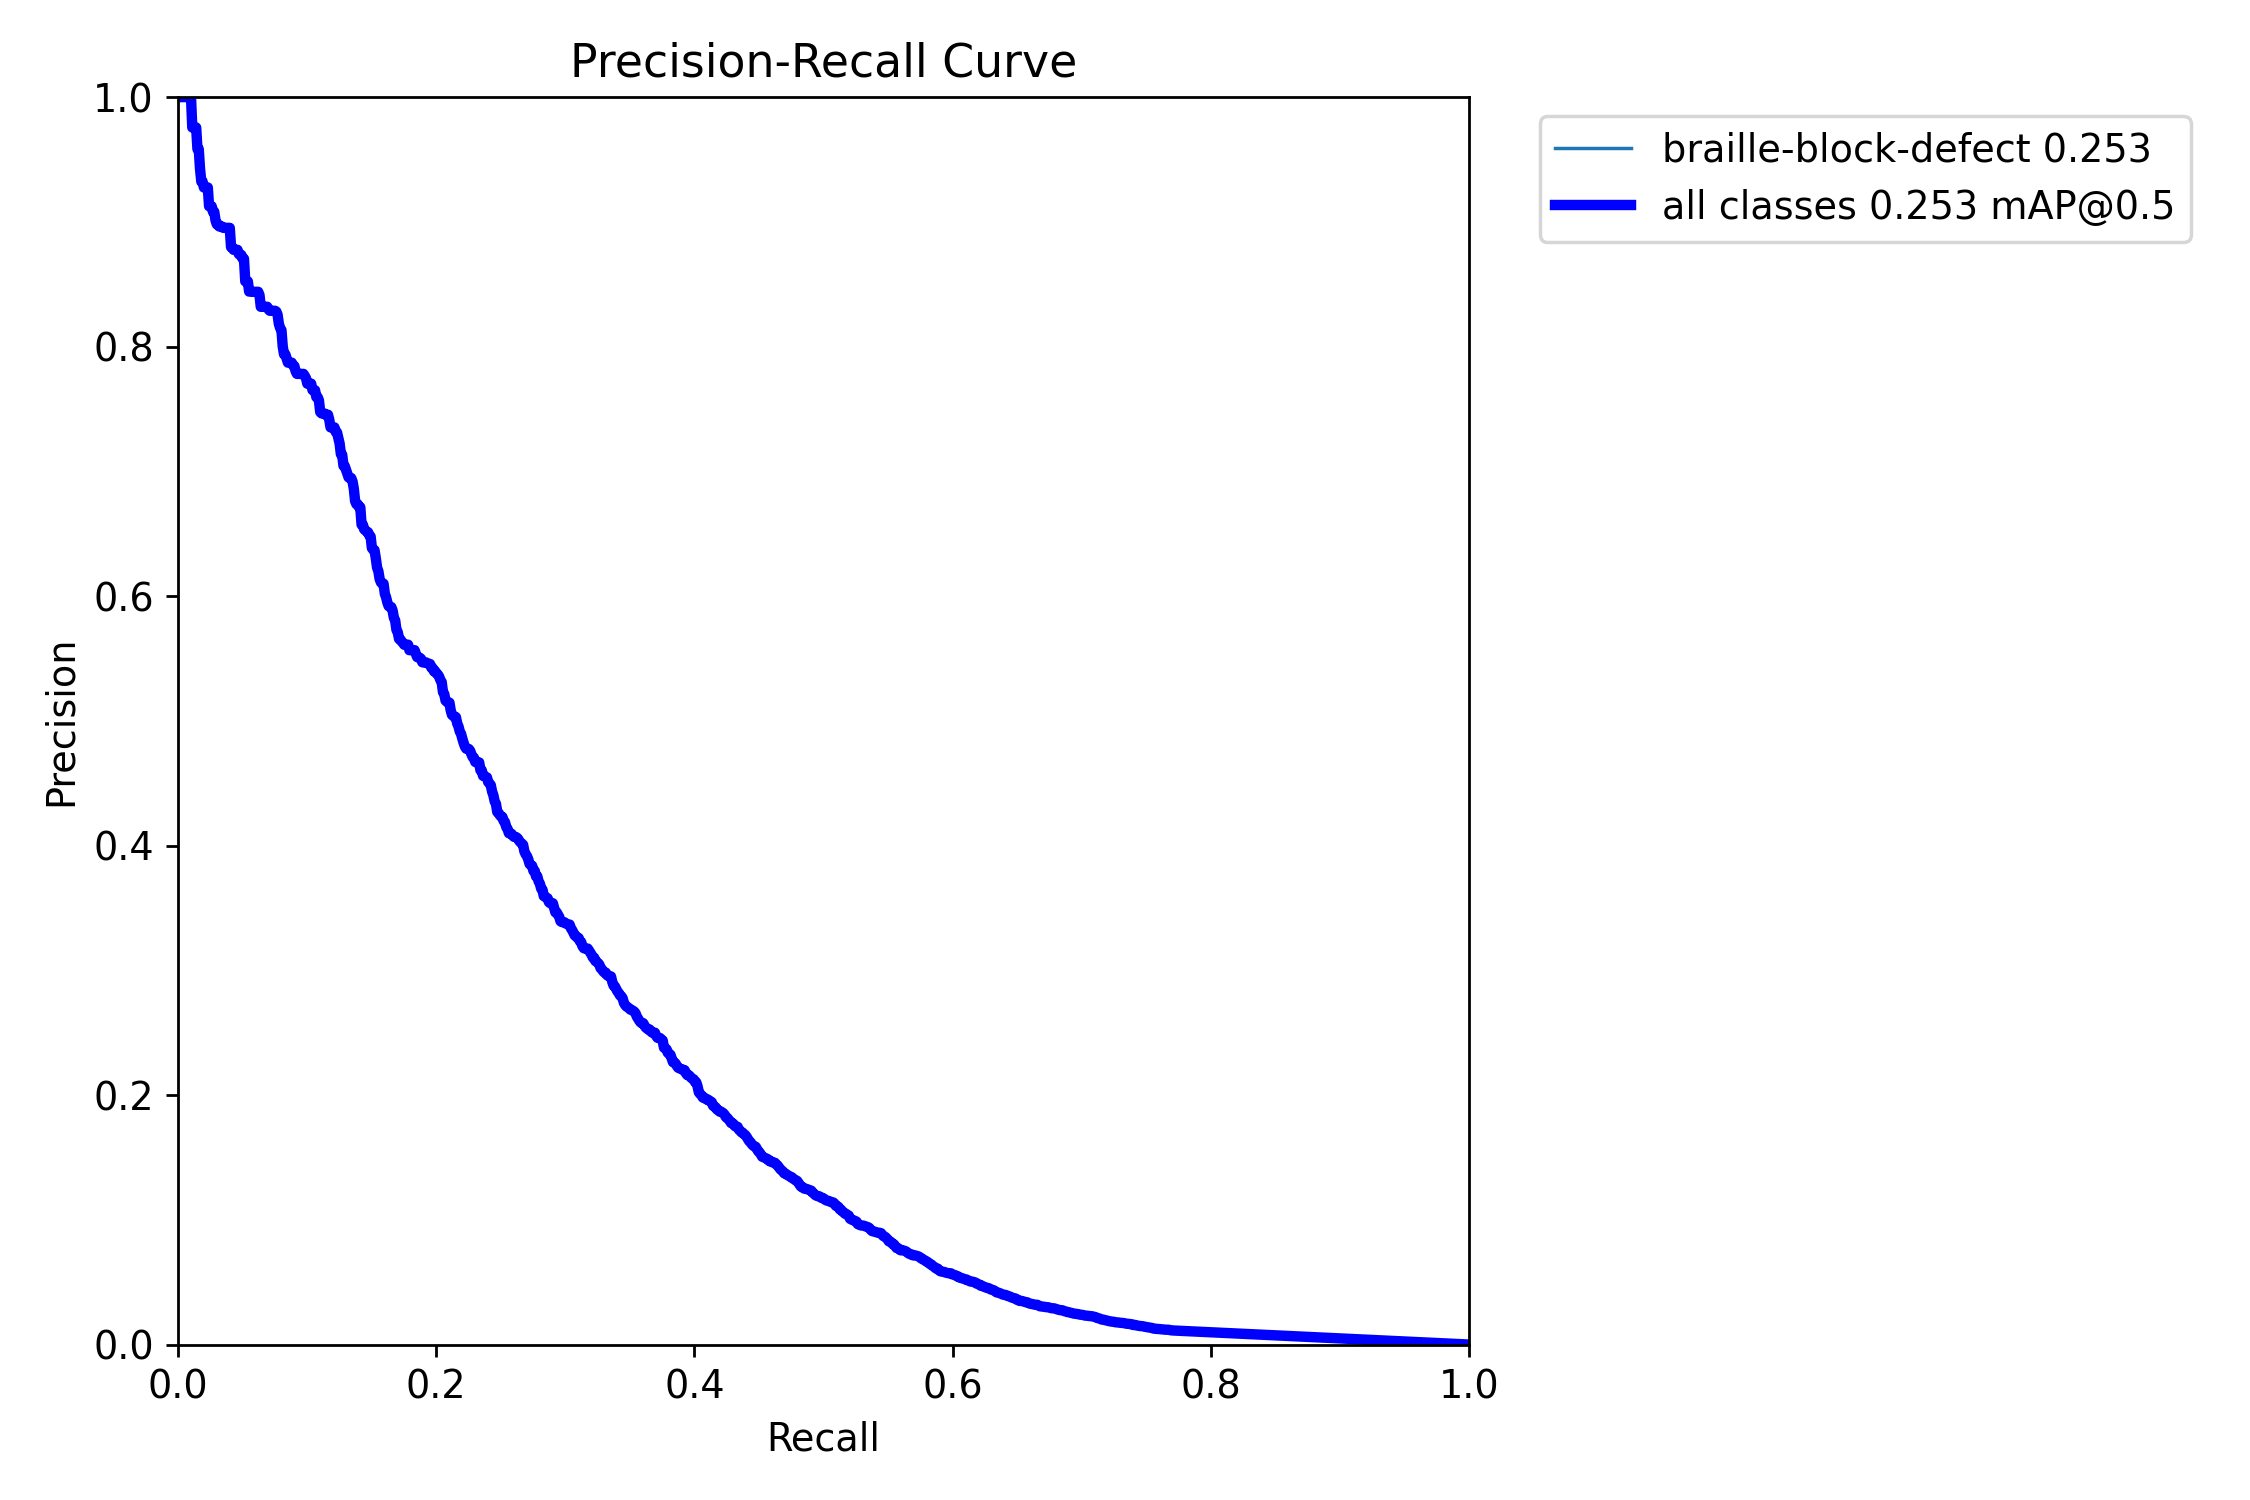 Precision-Recall Curve
braille-block-defect 0.253
all classes 0.253 mAP@0.5
1.0
0.8
0.6
0.4
0.2
0.0
Precision
0.0 0.2 0.4 0.6 0.8 1.0
Recall